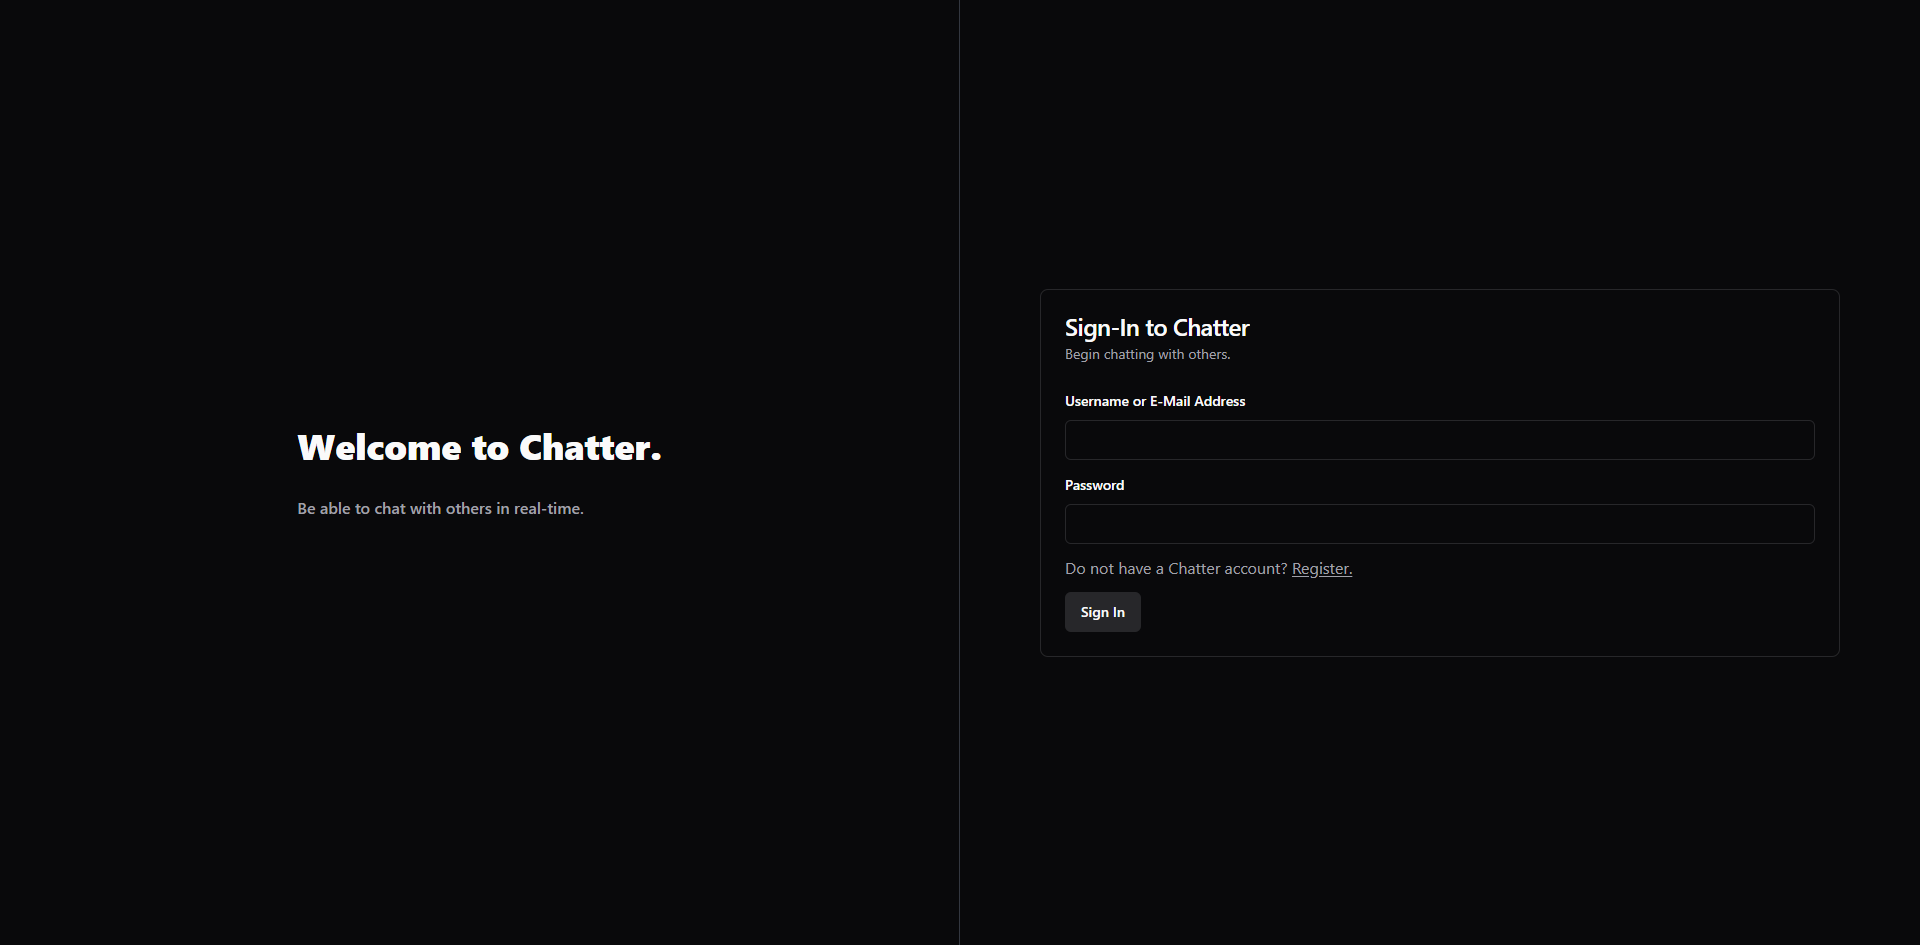 Welcome to Chatter.
Be able to chat with others in real-time.
Sign-In to Chatter
Begin chatting with others.
Username or E-Mail Address
Password
Do not have a Chatter account? Register.
Sign In